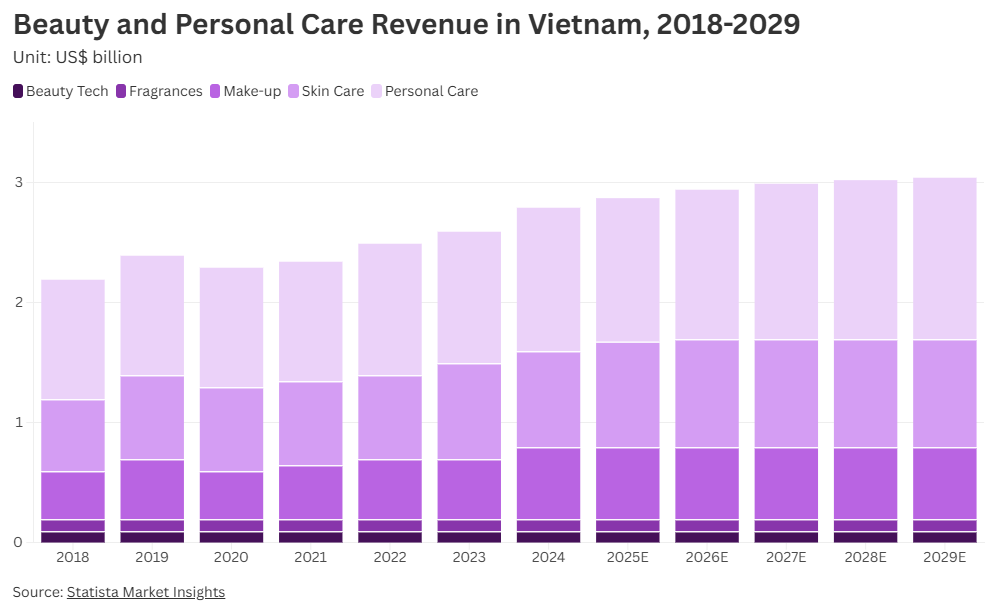 Beauty and Personal Care Revenue in Vietnam, 2018-2029
Unit: US$ billion
Beauty Tech Fragrances Make-up Skin Care Personal Care
3
2
1
0
2018 2019 2020 2021 2022 2023 2024 2025E 2026E 2027E 2028E 2029E
Source: Statista Market Insights